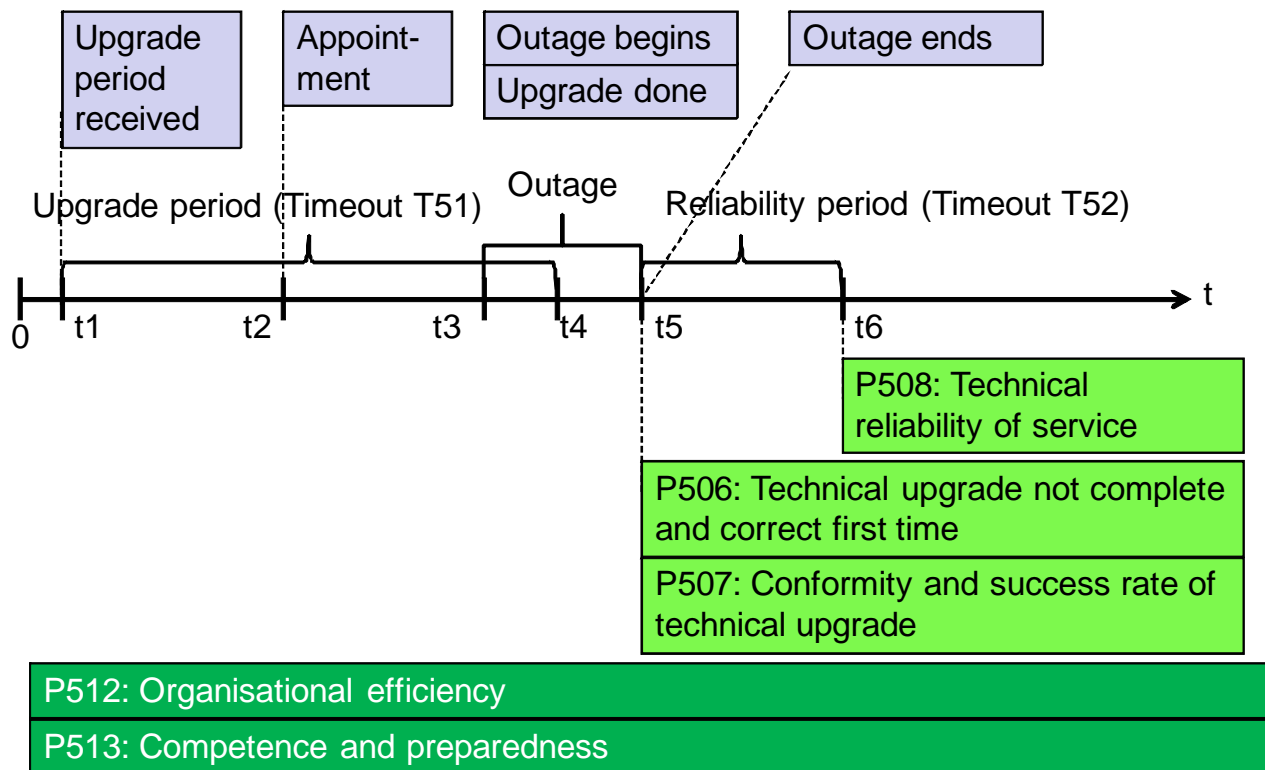 Upgrade
period
received
Appoint-
ment
Outage begins
Upgrade done
Outage ends
Outage
Upgrade period (Timeout T51)
Reliability period (Timeout T52)
t
0
t1
t2
t3
t4
t5
t6
P508: Technical
reliability of service
P506: Technical upgrade not complete
and correct first time
P507: Conformity and success rate of
technical upgrade
P512: Organisational efficiency
P513: Competence and preparedness